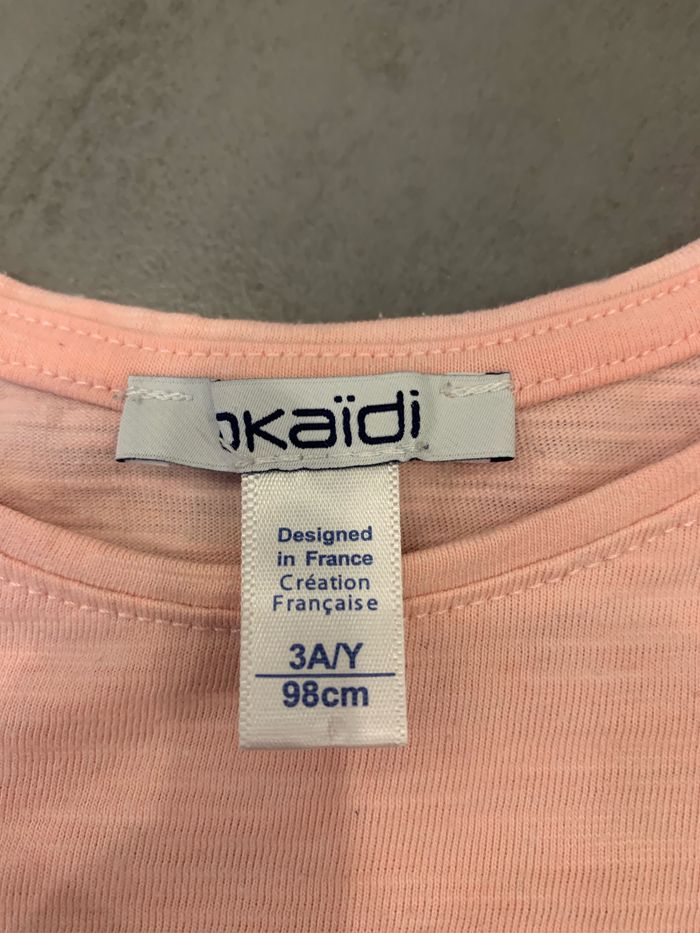 okaïdi
Designed
in France
Création
Française
3A/Y
98cm